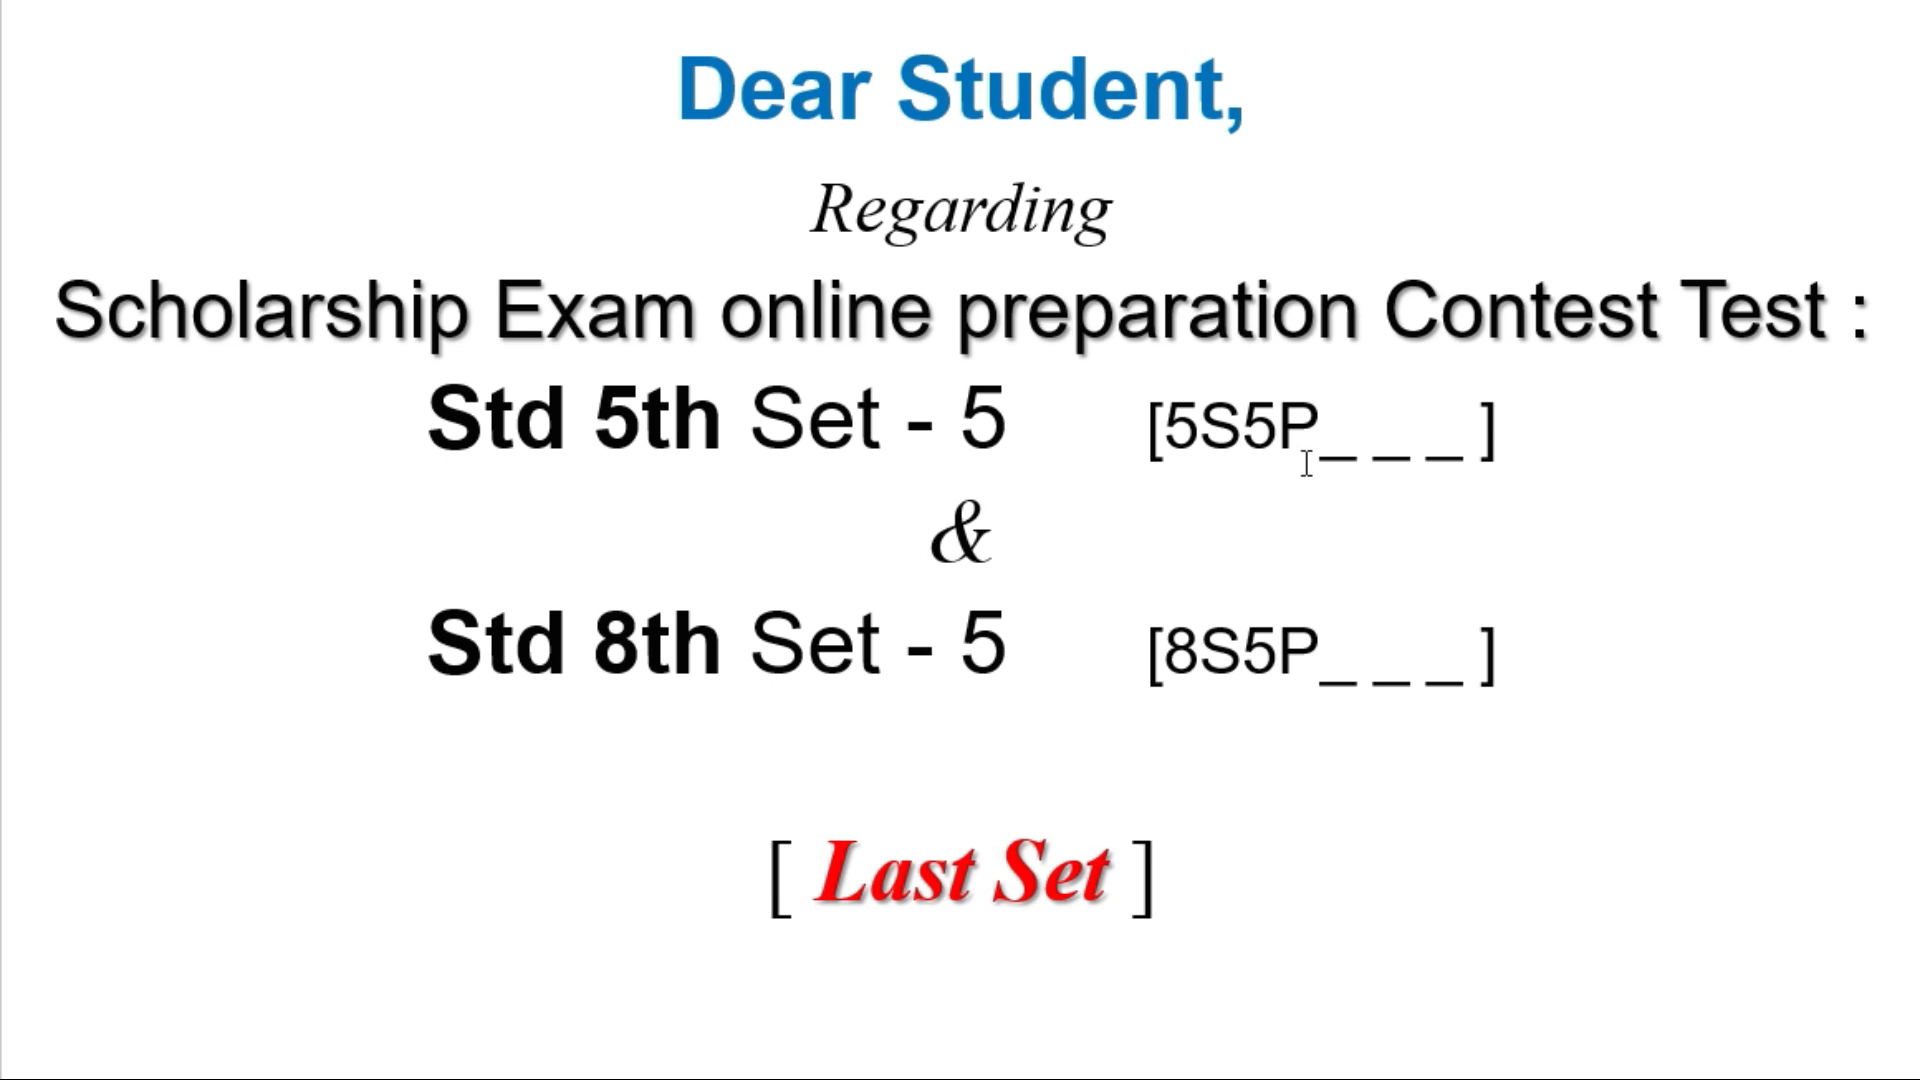 Dear Student,
Regarding
Scholarship Exam online preparation Contest Test :
Std 5th Set - 5 [5S5P_ _ _ ]
&
Std 8th Set - 5 [8S5P_ _ _ ]
[ Last Set ]